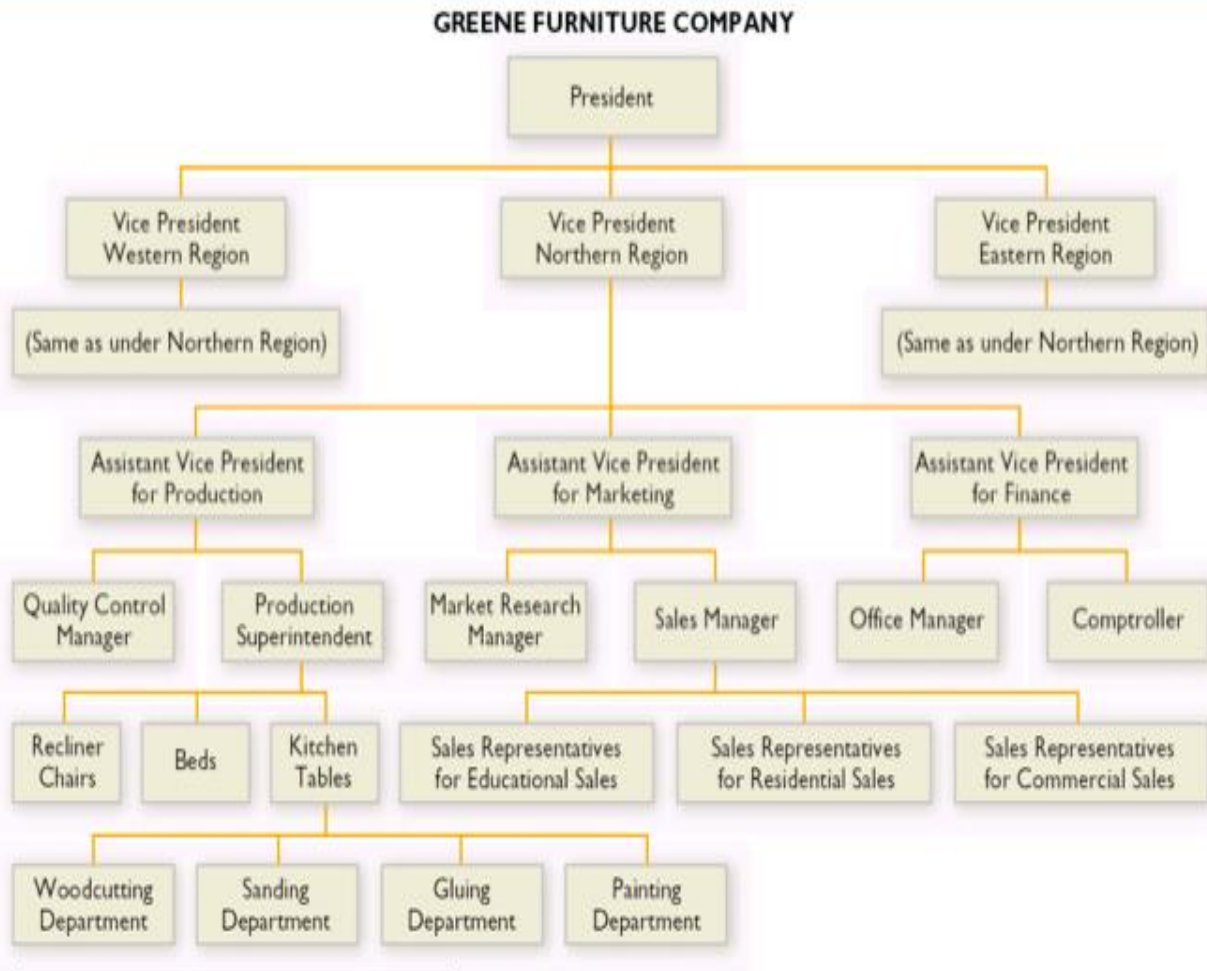 GREENE FURNITURE COMPANY
President
Vice President
Western Region
Vice President
Northern Region
Vice President
Eastern Region
(Same as under Northern Region)
(Same as under Northern Region)
Assistant Vice President
for Production
Assistant Vice President
for Marketing
Assistant Vice President
for Finance
Quality Control
Manager
Production
Superintendent
Market Research
Manager
Sales Manager
Office Manager
Comptroller
Recliner
Chairs
Beds
Kitchen
Tables
Sales Representatives
for Educational Sales
Sales Representatives
for Residential Sales
Sales Representatives
for Commercial Sales
Woodcutting
Department
Sanding
Department
Gluing
Department
Painting
Department